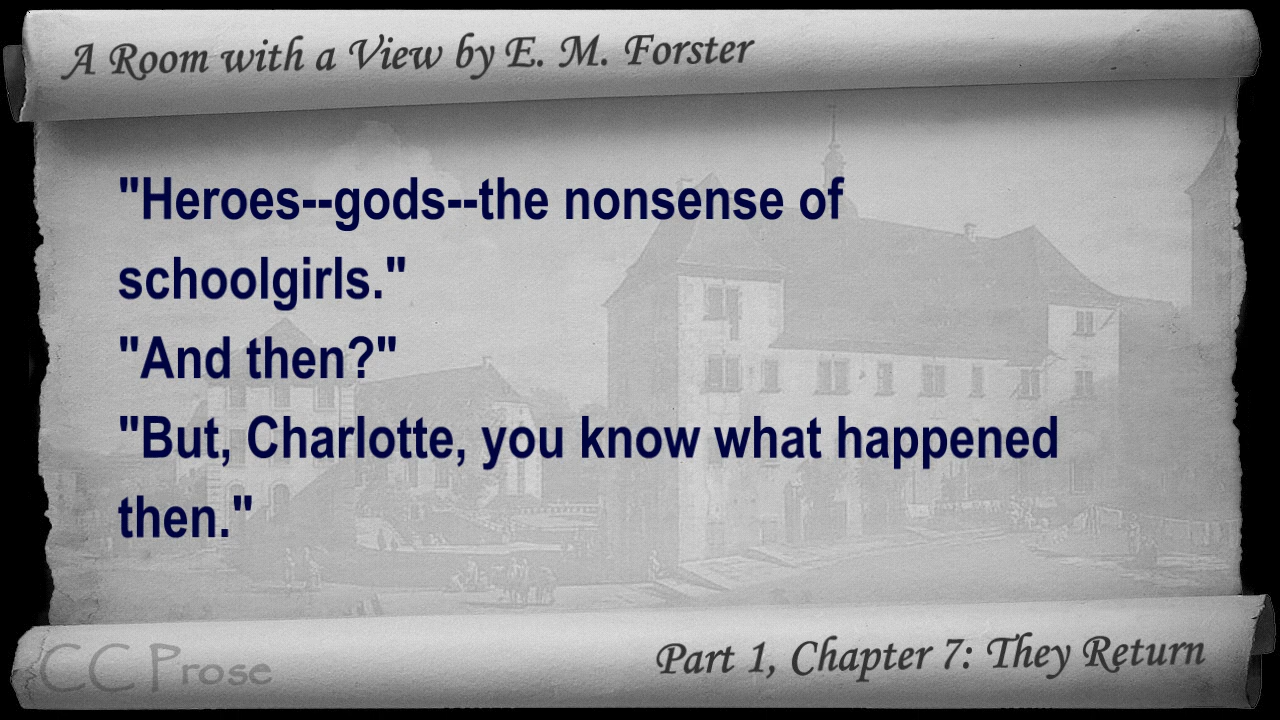 A Room with a View by E. M. Forster
"Heroes--gods--the nonsense of
schoolgirls."
"And then?"
"But, Charlotte, you know what happened
then."
CC Prose
Part 1, Chapter 7: They Return